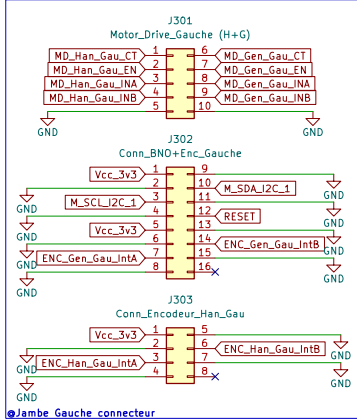 J301
Motor_Drive_Gauche (H+G)
MD_Han_Gau_CT 1 6 MD_Gen_Gau_CT
MD_Han_Gau_EN 2 7 MD_Gen_Gau_EN
MD_Han_Gau_INA 3 8 MD_Gen_Gau_INA
MD_Han_Gau_INB 4 9 MD_Gen_Gau_INB
5 10
GND GND
J302
Conn_BNO+Enc_Gauche
Vcc_3v3 1 9
2 10 M_SDA_I2C_1 GND
GND M_SCL_I2C_1 3 11
4 12 RESET GND
GND Vcc_3v3 5 13
6 14 ENC_Gen_Gau_IntB GND
GND ENC_Gen_Gau_IntA 7 15
8 16
GND GND
J303
Conn_Encodeur_Han_Gau
Vcc_3v3 1 5
2 6 ENC_Han_Gau_IntB GND
GND ENC_Han_Gau_IntA 3 7
4 8 GND
GND
@Jambe Gauche connecteur